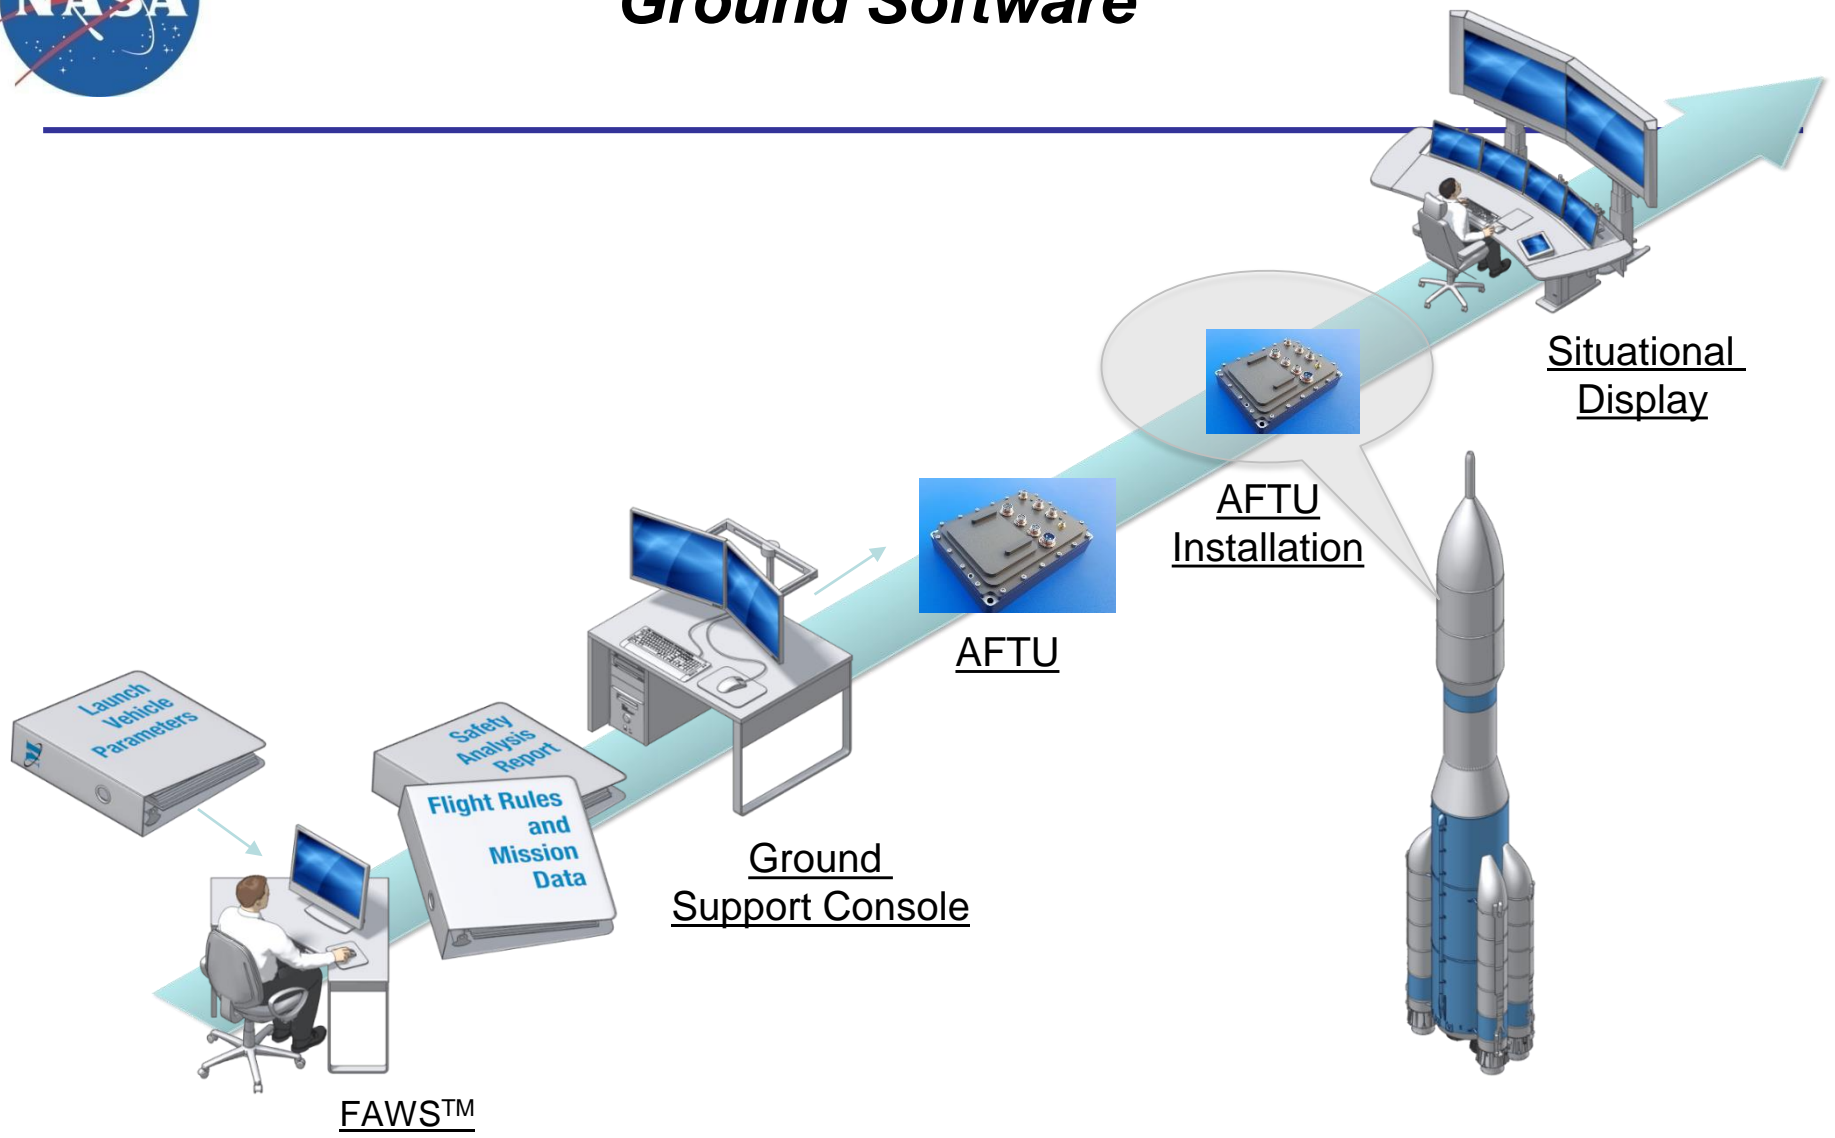 NASA
Ground Software
Situational
Display
AFTU
Installation
AFTU
Launch
Vehicle
Parameters
Safety
Analysis
Report
Flight Rules
and
Mission
Data
Ground
Support Console
FAWS™